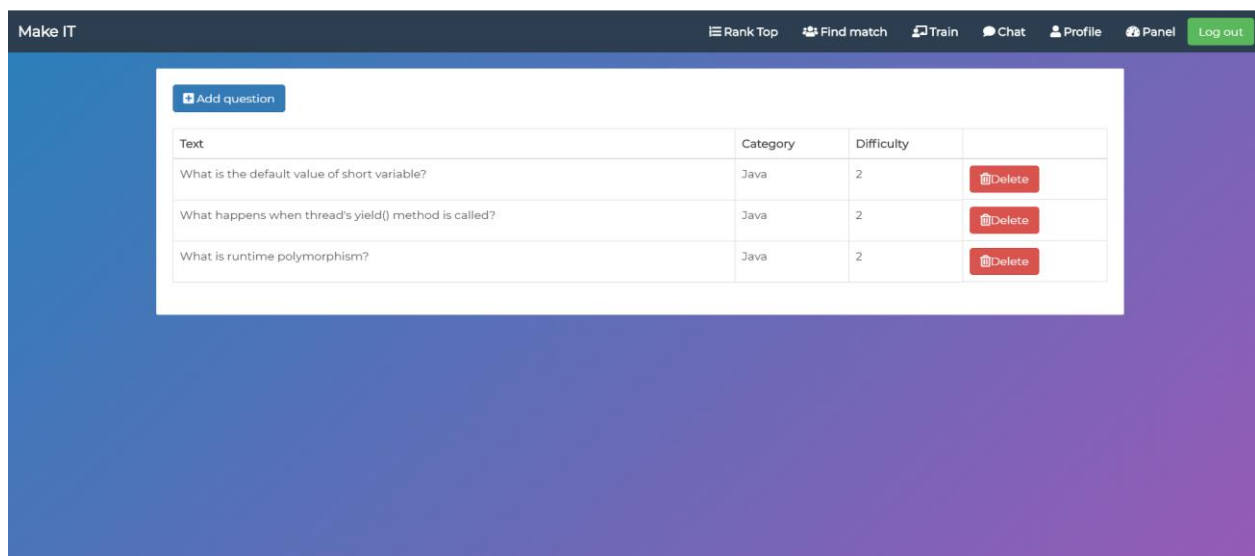 Make IT Rank Top Find match Train Chat Profile Panel Log out
Add question
Text Category Difficulty
What is the default value of short variable? Java 2 Delete
What happens when thread's yield() method is called? Java 2 Delete
What is runtime polymorphism? Java 2 Delete